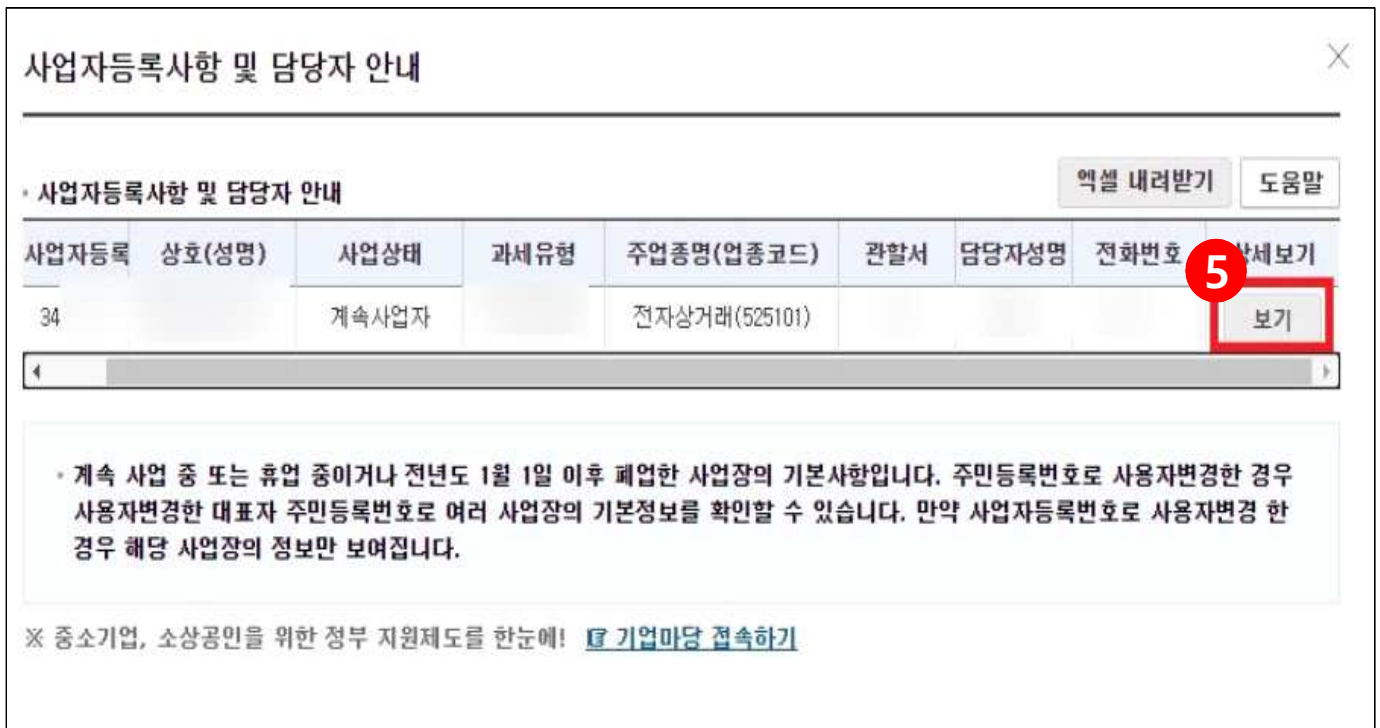 사업자등록사항 및 담당자 안내
· 사업자등록사항 및 담당자 안내
엑셀 내려받기
도움말
사업자등록 상호(성명) 사업상태 과세유형 주업종명(업종코드) 관할서 담당자성명 전화번호 상세보기
5
34 계속사업자 전자상거래(525101) 보기
· 계속 사업 중 또는 휴업 중이거나 전년도 1월 1일 이후 폐업한 사업장의 기본사항입니다. 주민등록번호로 사용자변경한 경우
사용자변경한 대표자 주민등록번호로 여러 사업장의 기본정보를 확인할 수 있습니다. 만약 사업자등록번호로 사용자변경 한
경우 해당 사업장의 정보만 보여집니다.
※ 중소기업, 소상공인을 위한 정부 지원제도를 한눈에! ☞ 기업마당 접속하기